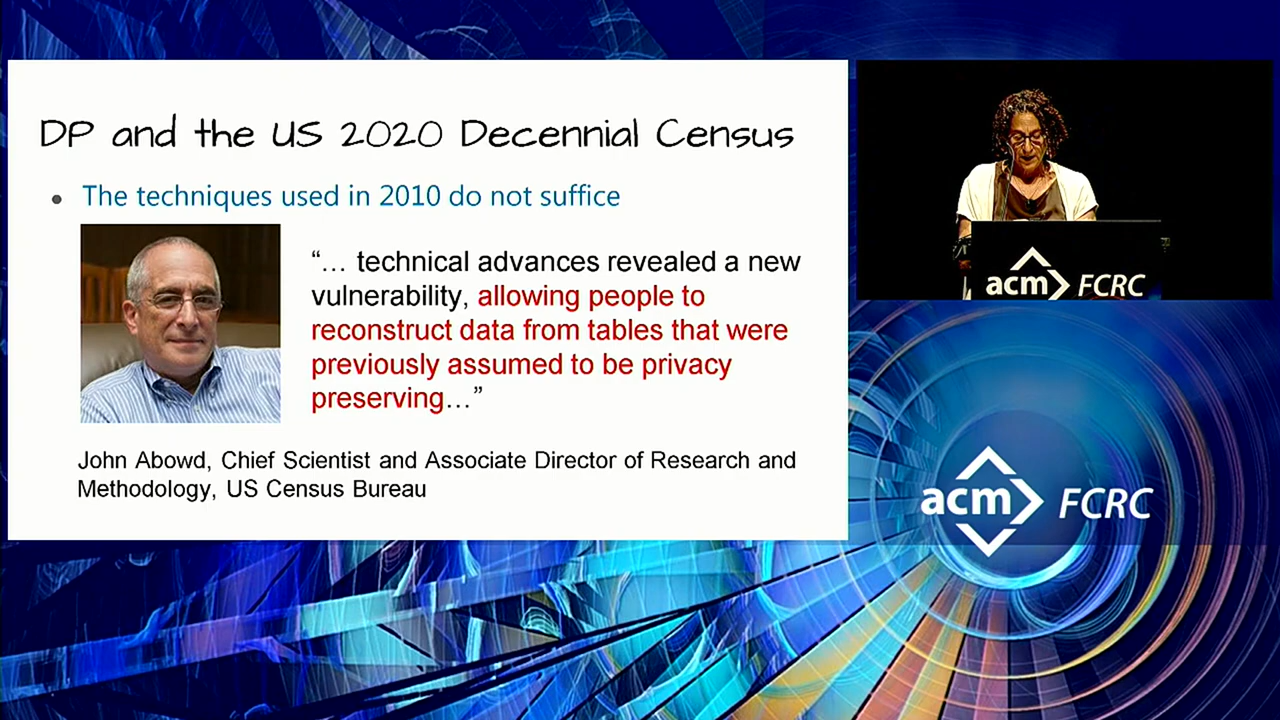 DP and the US 2020 Decennial Census
• The techniques used in 2010 do not suffice
“… technical advances revealed a new
vulnerability, allowing people to
reconstruct data from tables that were
previously assumed to be privacy
preserving…”
John Abowd, Chief Scientist and Associate Director of Research and
Methodology, US Census Bureau
acm FCRC
acm FCRC